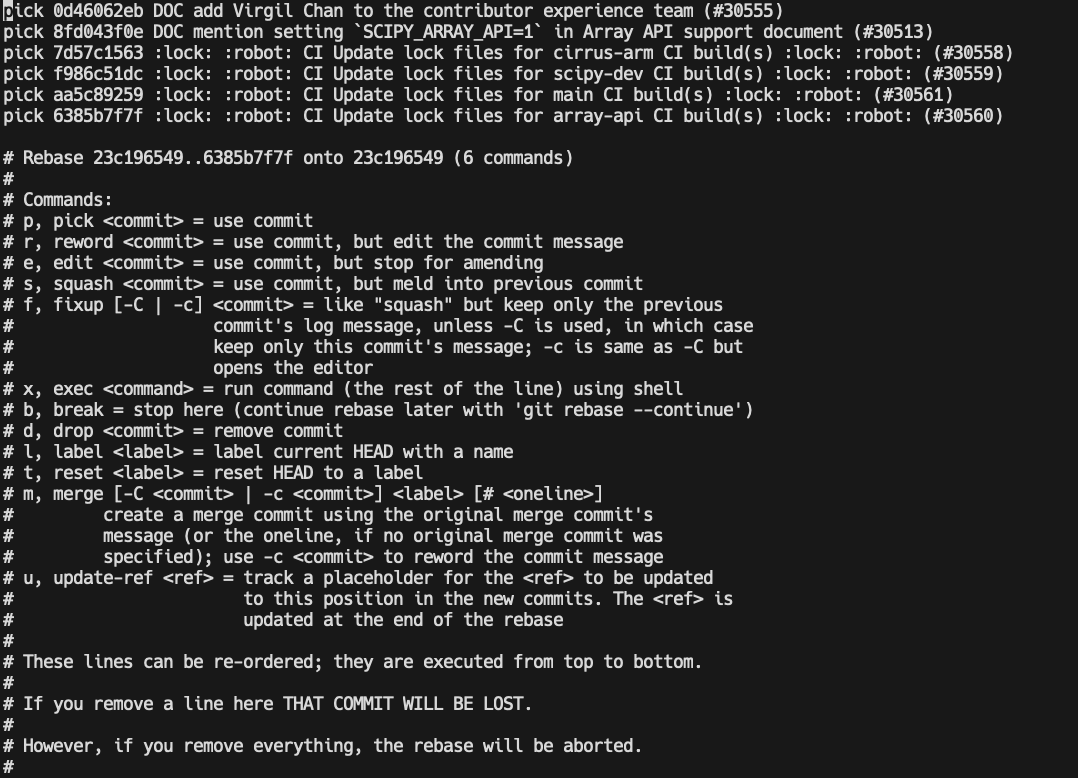 pick 0d46062eb DOC add Virgil Chan to the contributor experience team (#30555)
pick 8fd043f0e DOC mention setting `SCIPY_ARRAY_API=1` in Array API support document (#30513)
pick 7d57c1563 :lock: :robot: CI Update lock files for cirrus-arm CI build(s) :lock: :robot: (#30558)
pick f986c51dc :lock: :robot: CI Update lock files for scipy-dev CI build(s) :lock: :robot: (#30559)
pick aa5c89259 :lock: :robot: CI Update lock files for main CI build(s) :lock: :robot: (#30561)
pick 6385b7f7f :lock: :robot: CI Update lock files for array-api CI build(s) :lock: :robot: (#30560)

# Rebase 23c196549..6385b7f7f onto 23c196549 (6 commands)
#
# Commands:
# p, pick <commit> = use commit
# r, reword <commit> = use commit, but edit the commit message
# e, edit <commit> = use commit, but stop for amending
# s, squash <commit> = use commit, but meld into previous commit
# f, fixup [-C | -c] <commit> = like "squash" but keep only the previous
#                    commit's log message, unless -C is used, in which case
#                    keep only this commit's message; -c is same as -C but
#                    opens the editor
# x, exec <command> = run command (the rest of the line) using shell
# b, break = stop here (continue rebase later with 'git rebase --continue')
# d, drop <commit> = remove commit
# l, label <label> = label current HEAD with a name
# t, reset <label> = reset HEAD to a label
# m, merge [-C <commit> | -c <commit>] <label> [# <oneline>]
#         create a merge commit using the original merge commit's
#         message (or the oneline, if no original merge commit was
#         specified); use -c <commit> to reword the commit message
# u, update-ref <ref> = track a placeholder for the <ref> to be updated
#                       to this position in the new commits. The <ref> is
#                       updated at the end of the rebase
#
# These lines can be re-ordered; they are executed from top to bottom.
#
# If you remove a line here THAT COMMIT WILL BE LOST.
#
# However, if you remove everything, the rebase will be aborted.
#